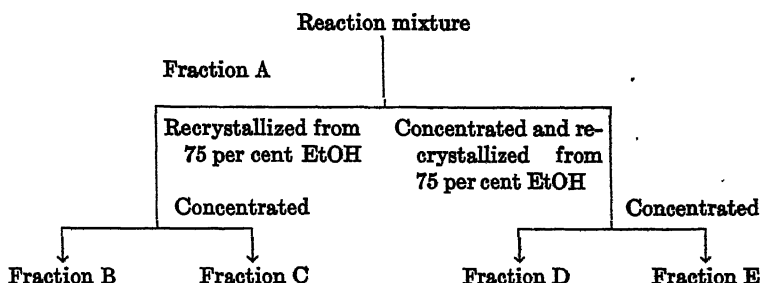 Reaction mixture
Fraction A
Recrystallized from
75 per cent EtOH
Concentrated and re-
crystallized from
75 per cent EtOH
Concentrated
Concentrated
Fraction B
Fraction C
Fraction D
Fraction E